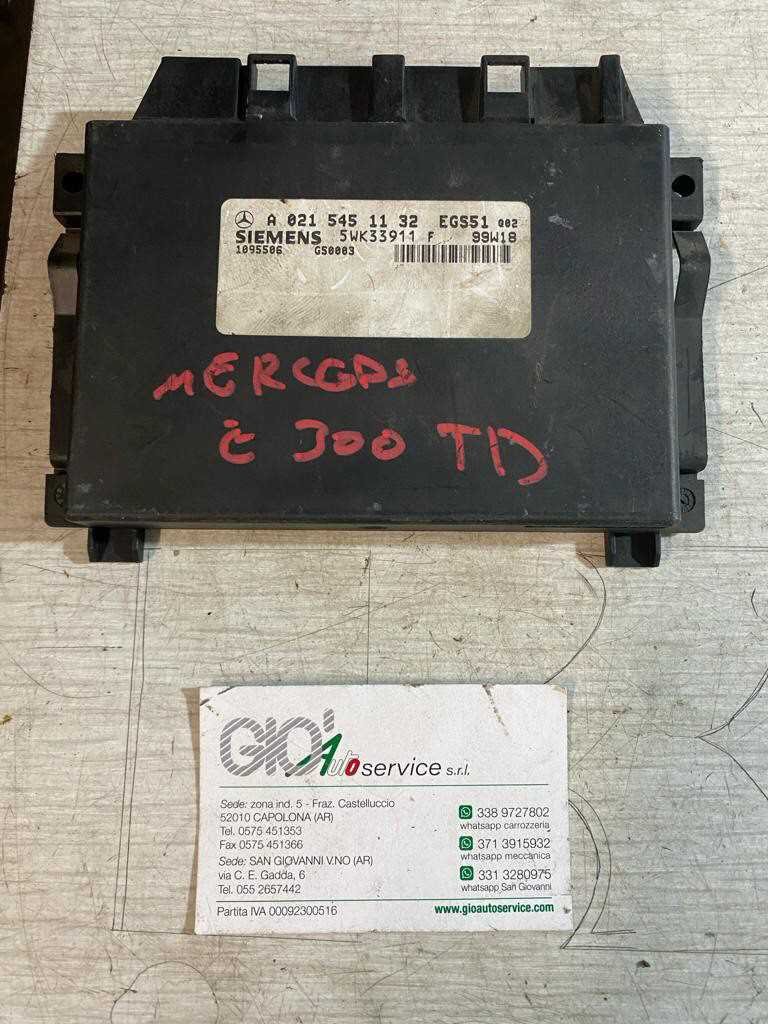 A 021 545 11 32 EGS51 Q02
SIEMENS 5WK33911 F 99W18
1095506 GS0003
MERCEDES
C 300 TD
GIO' Auto service s.r.l.
Sede: zona ind. 5 - Fraz. Castelluccio
52010 CAPOLONA (AR)
Tel. 0575 451353
Fax 0575 451366
Sede: SAN GIOVANNI V.NO (AR)
via C. E. Gadda, 6
Tel. 055 2657442
338 9727802
whatsapp carrozzeria
371 3915932
whatsapp meccanica
331 3280975
whatsapp San Giovanni
Partita IVA 00092300516
www.gioautoservice.com